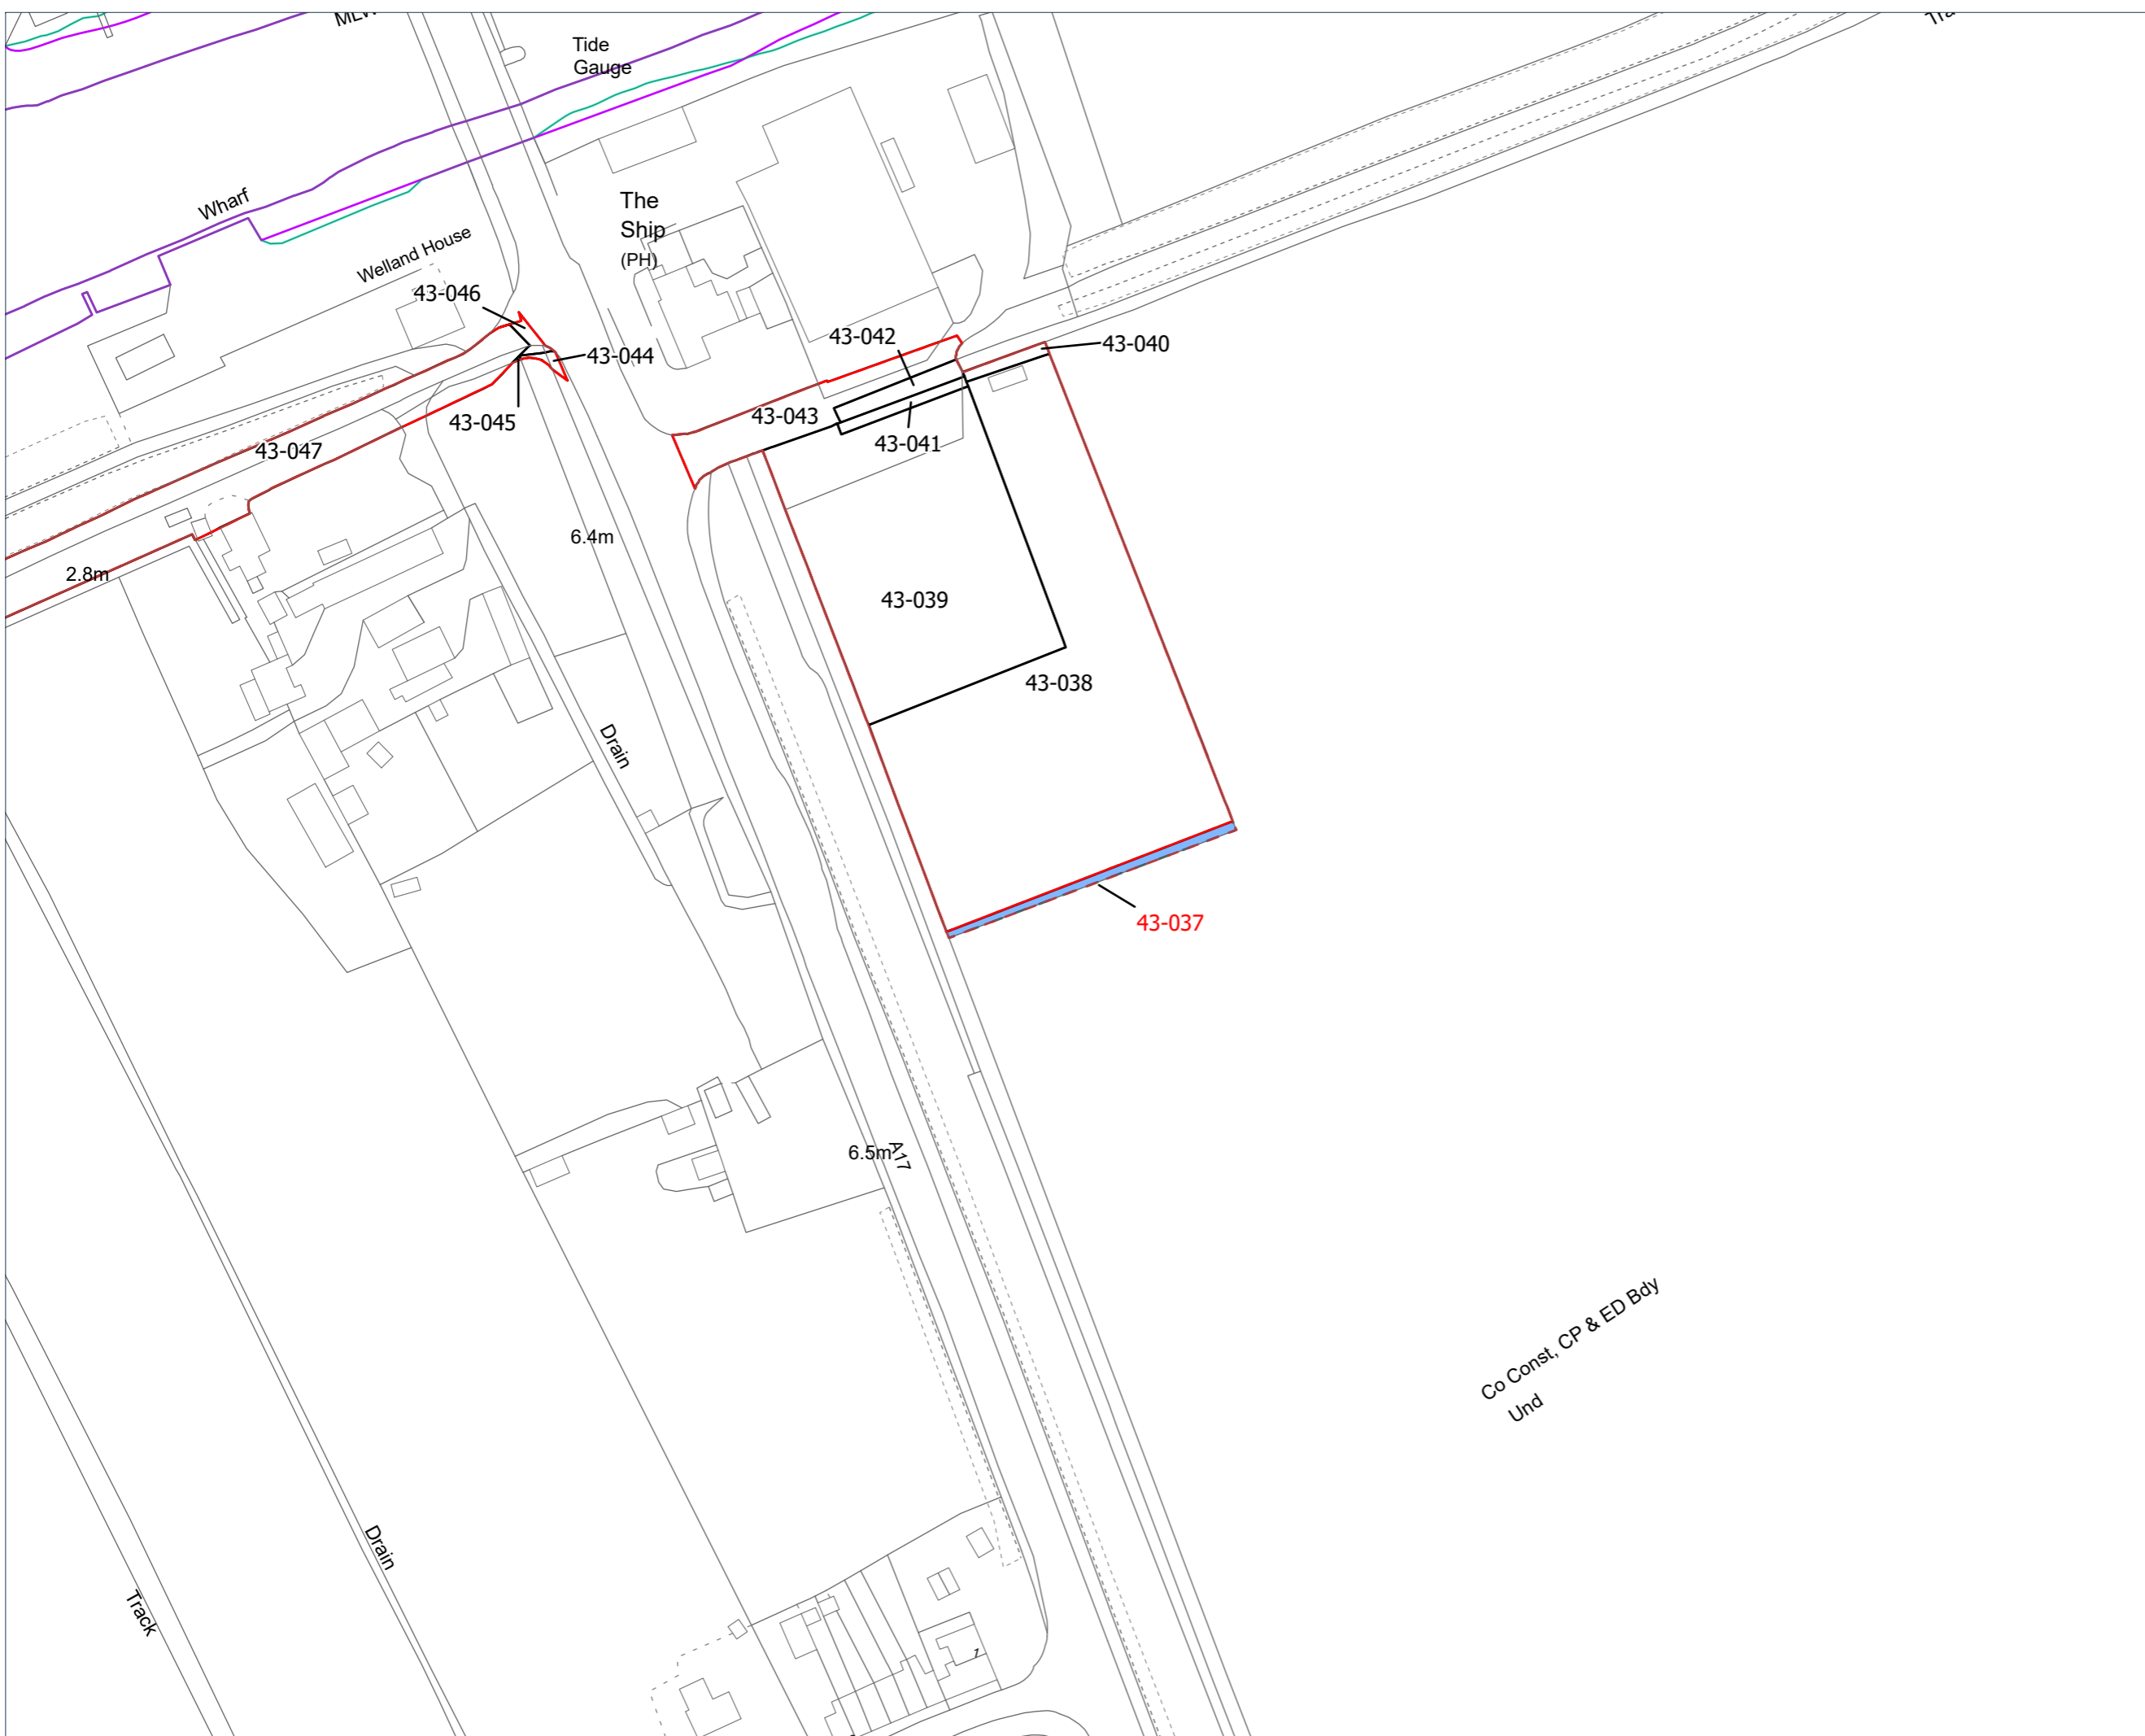 Tide
Gauge
Wharf
The
Ship
(PH)
Welland House
43-046
43-042
43-040
43-044
43-043
43-045
43-041
43-047
6.4m
2.8m
43-039
43-038
Drain
43-037
6.5m
A17
Co Const, CP & ED Bdy
Und
Drain
Track
1